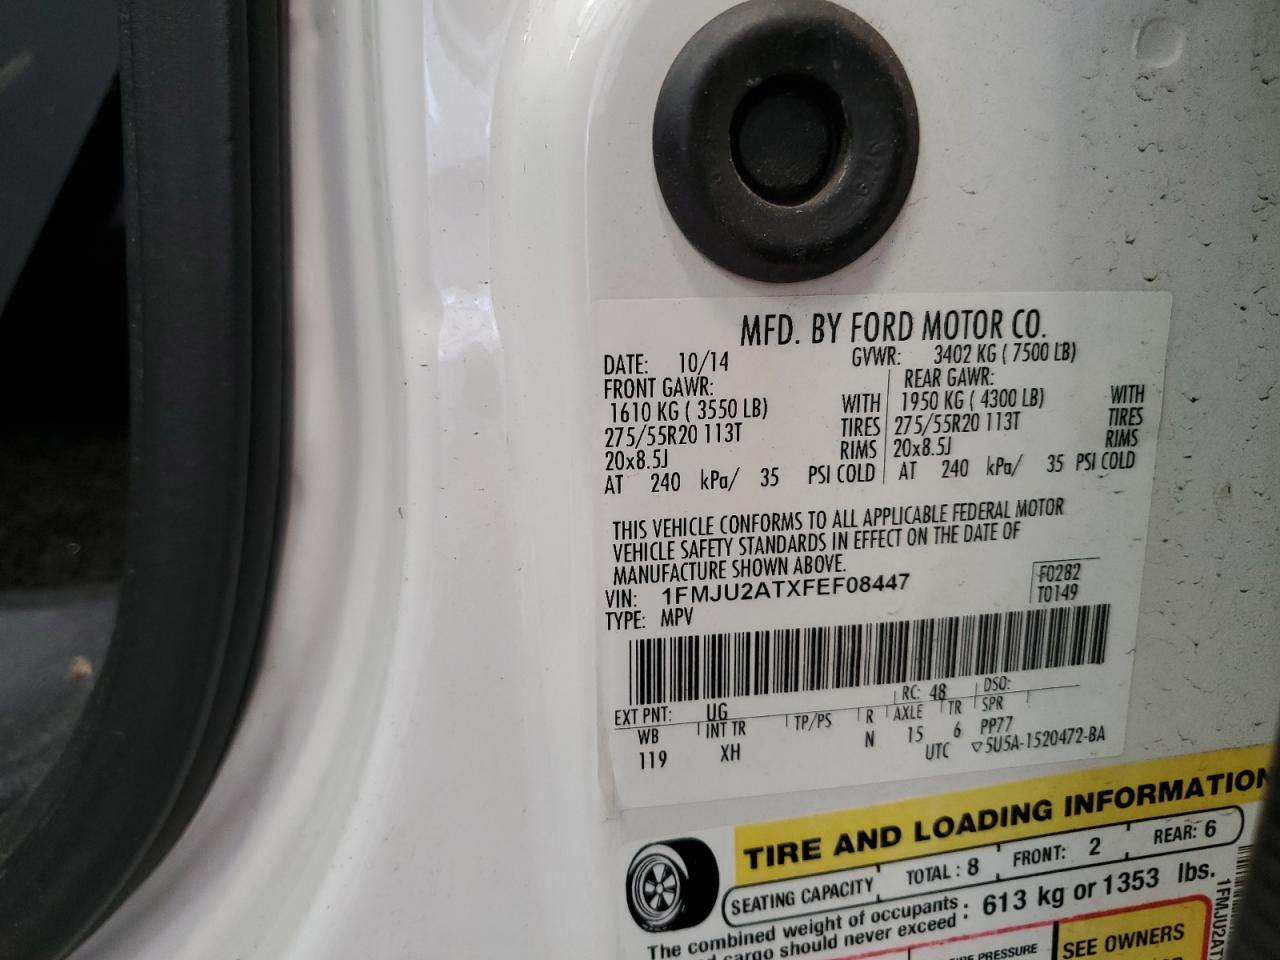 MFD. BY FORD MOTOR CO.
DATE: 10/14 GVWR: 3402 KG ( 7500 LB)
FRONT GAWR: REAR GAWR:
1610 KG ( 3550 LB) WITH 1950 KG ( 4300 LB) WITH
275/55R20 113T TIRES 275/55R20 113T TIRES
20x8.5J RIMS 20x8.5J RIMS
AT 240 kPa/ 35 PSI COLD AT 240 kPa/ 35 PSI COLD
THIS VEHICLE CONFORMS TO ALL APPLICABLE FEDERAL MOTOR
VEHICLE SAFETY STANDARDS IN EFFECT ON THE DATE OF
MANUFACTURE SHOWN ABOVE.
VIN: 1FMJU2ATXFEF08447 F0282
TYPE: MPV T0149
EXT PNT: UG RC: 48 DSO:
WB INT TR TP/PS R AXLE TR SPR
119 XH N 15 6 PP77
UTC ▽5U5A-1520472-BA
TIRE AND LOADING INFORMATION
SEATING CAPACITY TOTAL : 8 FRONT: 2 REAR: 6
The combined weight of occupants : 613 kg or 1353 lbs.
cargo should never exceed
PRESSURE SEE OWNERS
1FMJU2AT